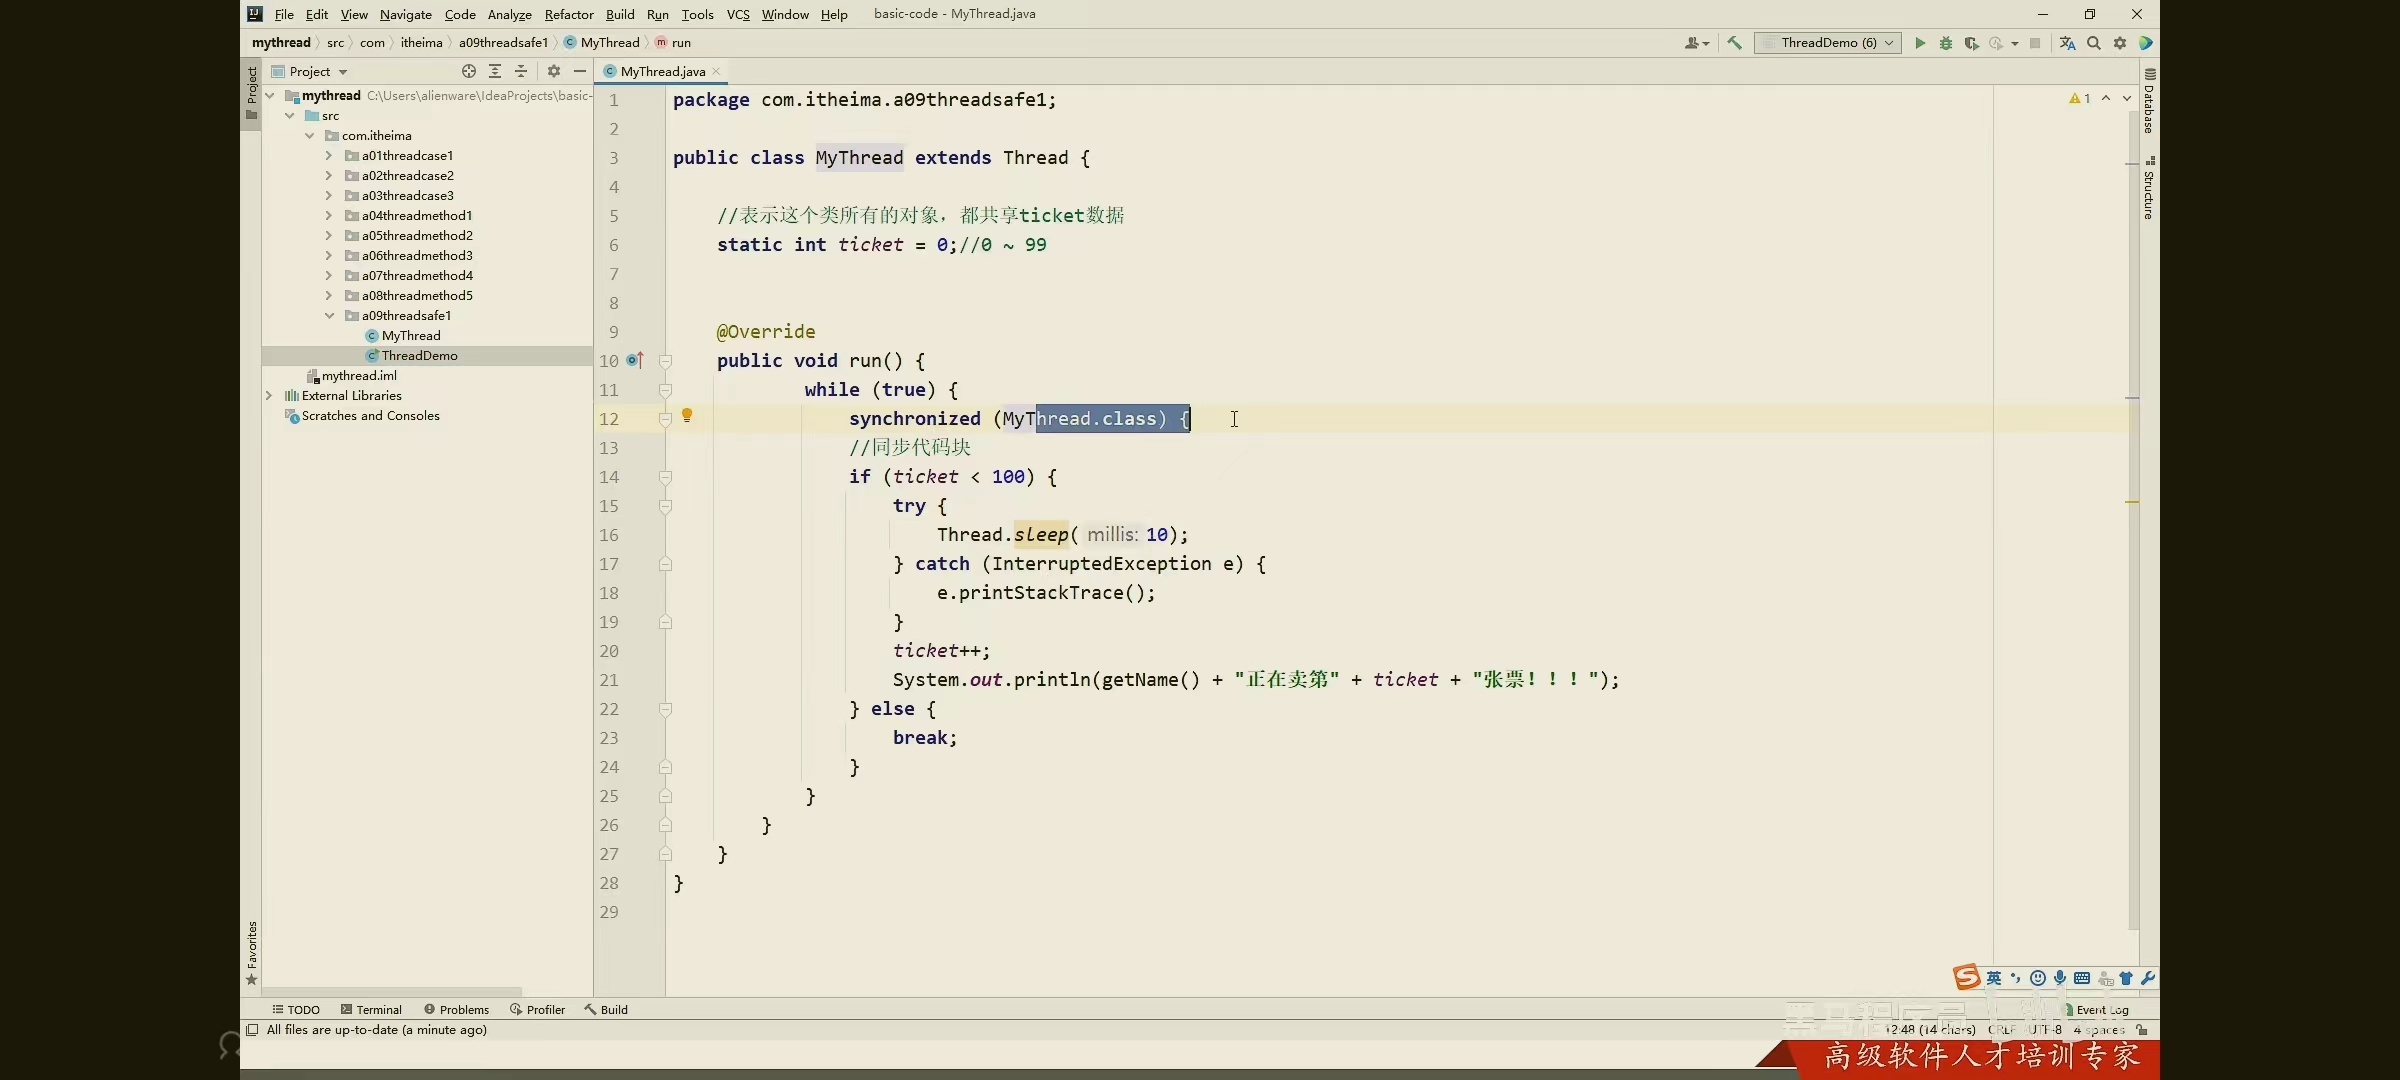 File Edit View Navigate Code Analyze Refactor Build Run Tools VCS Window Help basic-code - MyThread.java
mythread src com itheima a09threadsafe1 MyThread run
ThreadDemo (6)
Project
Project
MyThread.java
mythread C:\Users\alienware\IdeaProjects\basic-
src
com.itheima
a01threadcase1
a02threadcase2
a03threadcase3
a04threadmethod1
a05threadmethod2
a06threadmethod3
a07threadmethod4
a08threadmethod5
a09threadsafe1
MyThread
ThreadDemo
mythread.iml
External Libraries
Scratches and Consoles
1 package com.itheima.a09threadsafe1;
2
3 public class MyThread extends Thread {
4
5 //表示这个类所有的对象，都共享ticket数据
6 static int ticket = 0;//0 ~ 99
7
8
9 @Override
10 public void run() {
11 while (true) {
12 synchronized (MyThread.class) {
13 //同步代码块
14 if (ticket < 100) {
15 try {
16 Thread.sleep( millis: 10);
17 } catch (InterruptedException e) {
18 e.printStackTrace();
19 }
20 ticket++;
21 System.out.println(getName() + "正在卖第" + ticket + "张票！！！");
22 } else {
23 break;
24 }
25 }
26 }
27 }
28 }
29
1
Database
Structure
Favorites
英
TODO Terminal Problems Profiler Build
Event Log
All files are up-to-date (a minute ago)
12:48 (14 chars) CRLF UTF-8 4 spaces
黑马程序员
高级软件人才培训专家